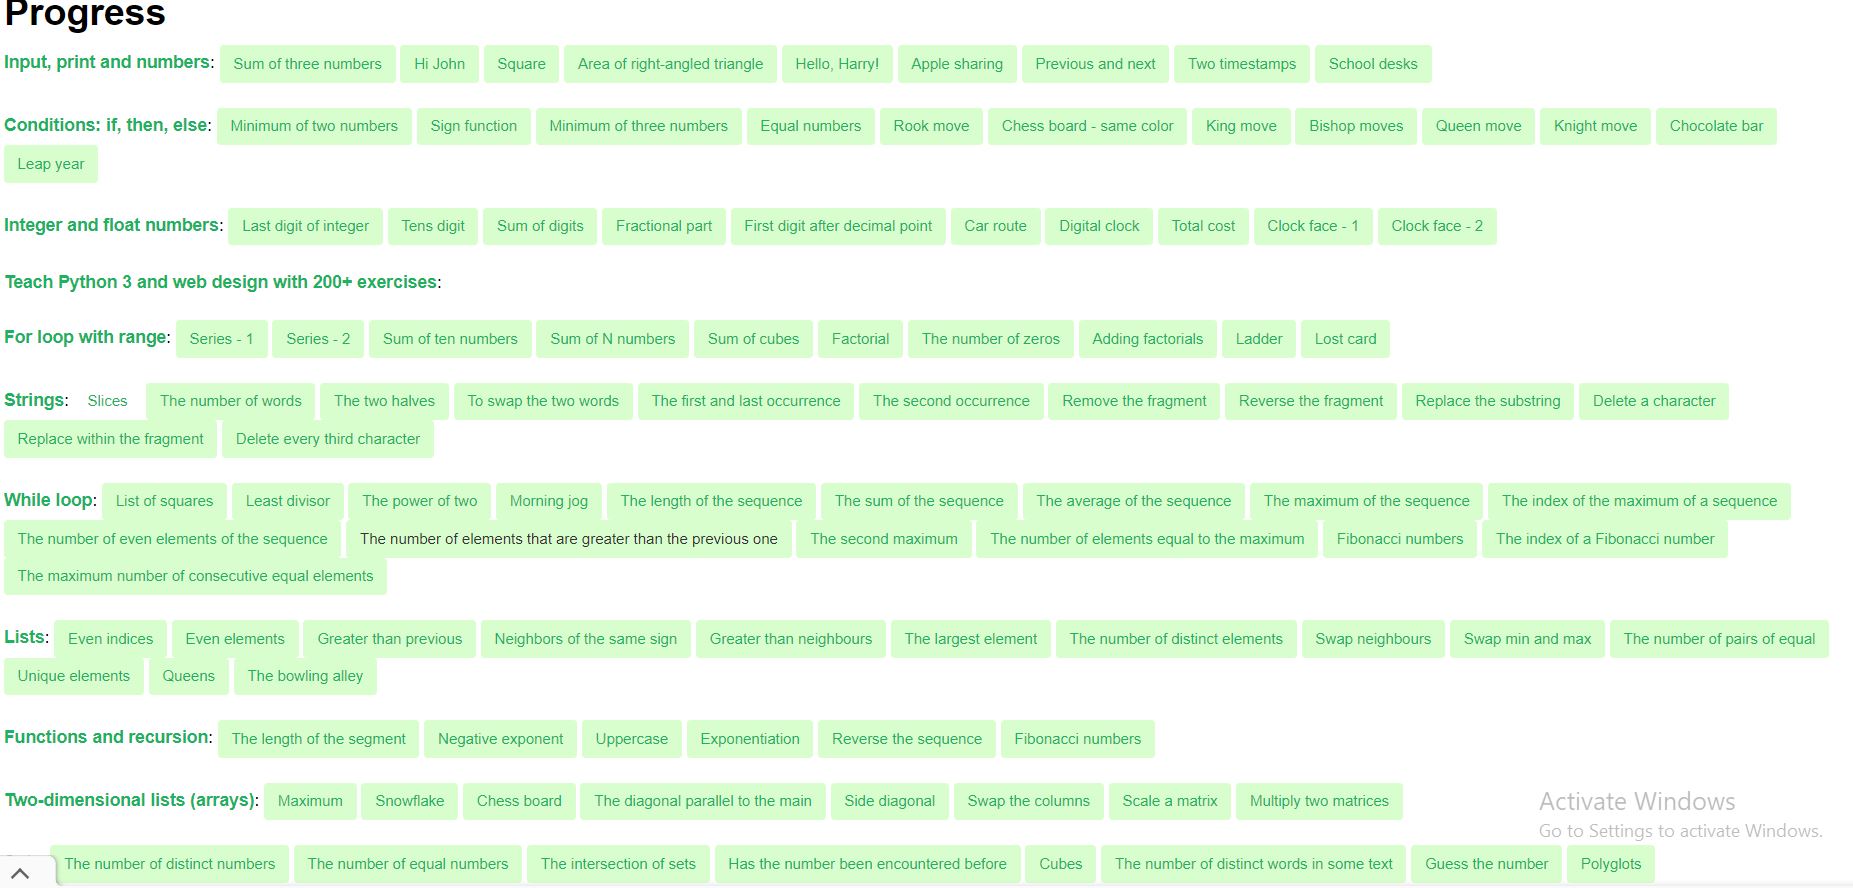 Progress
Input, print and numbers: Sum of three numbers Hi John Square Area of right-angled triangle Hello, Harry! Apple sharing Previous and next Two timestamps School desks
Conditions: if, then, else: Minimum of two numbers Sign function Minimum of three numbers Equal numbers Rook move Chess board - same color King move Bishop moves Queen move Knight move Chocolate bar
Leap year
Integer and float numbers: Last digit of integer Tens digit Sum of digits Fractional part First digit after decimal point Car route Digital clock Total cost Clock face - 1 Clock face - 2
Teach Python 3 and web design with 200+ exercises:
For loop with range: Series - 1 Series - 2 Sum of ten numbers Sum of N numbers Sum of cubes Factorial The number of zeros Adding factorials Ladder Lost card
Strings: Slices The number of words The two halves To swap the two words The first and last occurrence The second occurrence Remove the fragment Reverse the fragment Replace the substring Delete a character
Replace within the fragment Delete every third character
While loop: List of squares Least divisor The power of two Morning jog The length of the sequence The sum of the sequence The average of the sequence The maximum of the sequence The index of the maximum of a sequence
The number of even elements of the sequence The number of elements that are greater than the previous one The second maximum The number of elements equal to the maximum Fibonacci numbers The index of a Fibonacci number
The maximum number of consecutive equal elements
Lists: Even indices Even elements Greater than previous Neighbors of the same sign Greater than neighbours The largest element The number of distinct elements Swap neighbours Swap min and max The number of pairs of equal
Unique elements Queens The bowling alley
Functions and recursion: The length of the segment Negative exponent Uppercase Exponentiation Reverse the sequence Fibonacci numbers
Two-dimensional lists (arrays): Maximum Snowflake Chess board The diagonal parallel to the main Side diagonal Swap the columns Scale a matrix Multiply two matrices
Activate Windows
Go to Settings to activate Windows.
The number of distinct numbers The number of equal numbers The intersection of sets Has the number been encountered before Cubes The number of distinct words in some text Guess the number Polyglots